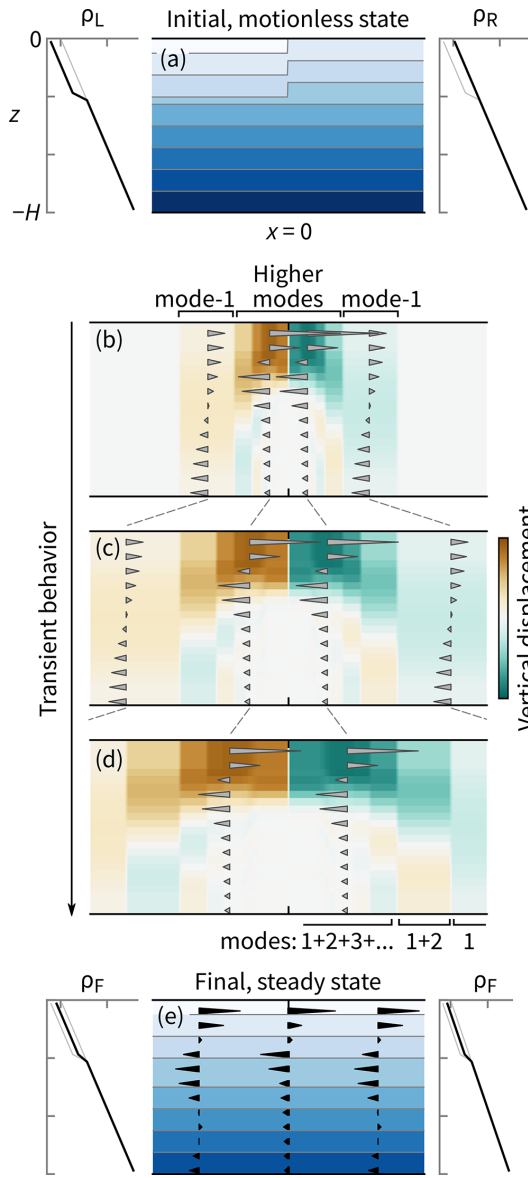 ρL
Initial, motionless state
ρR
0
(a)
z
−H
x = 0
Higher
mode-1
modes
mode-1
(b)
(c)
Transient behavior
Vertical displacement
(d)
modes: 1+2+3+... 1+2 1
ρF
Final, steady state
ρF
(e)